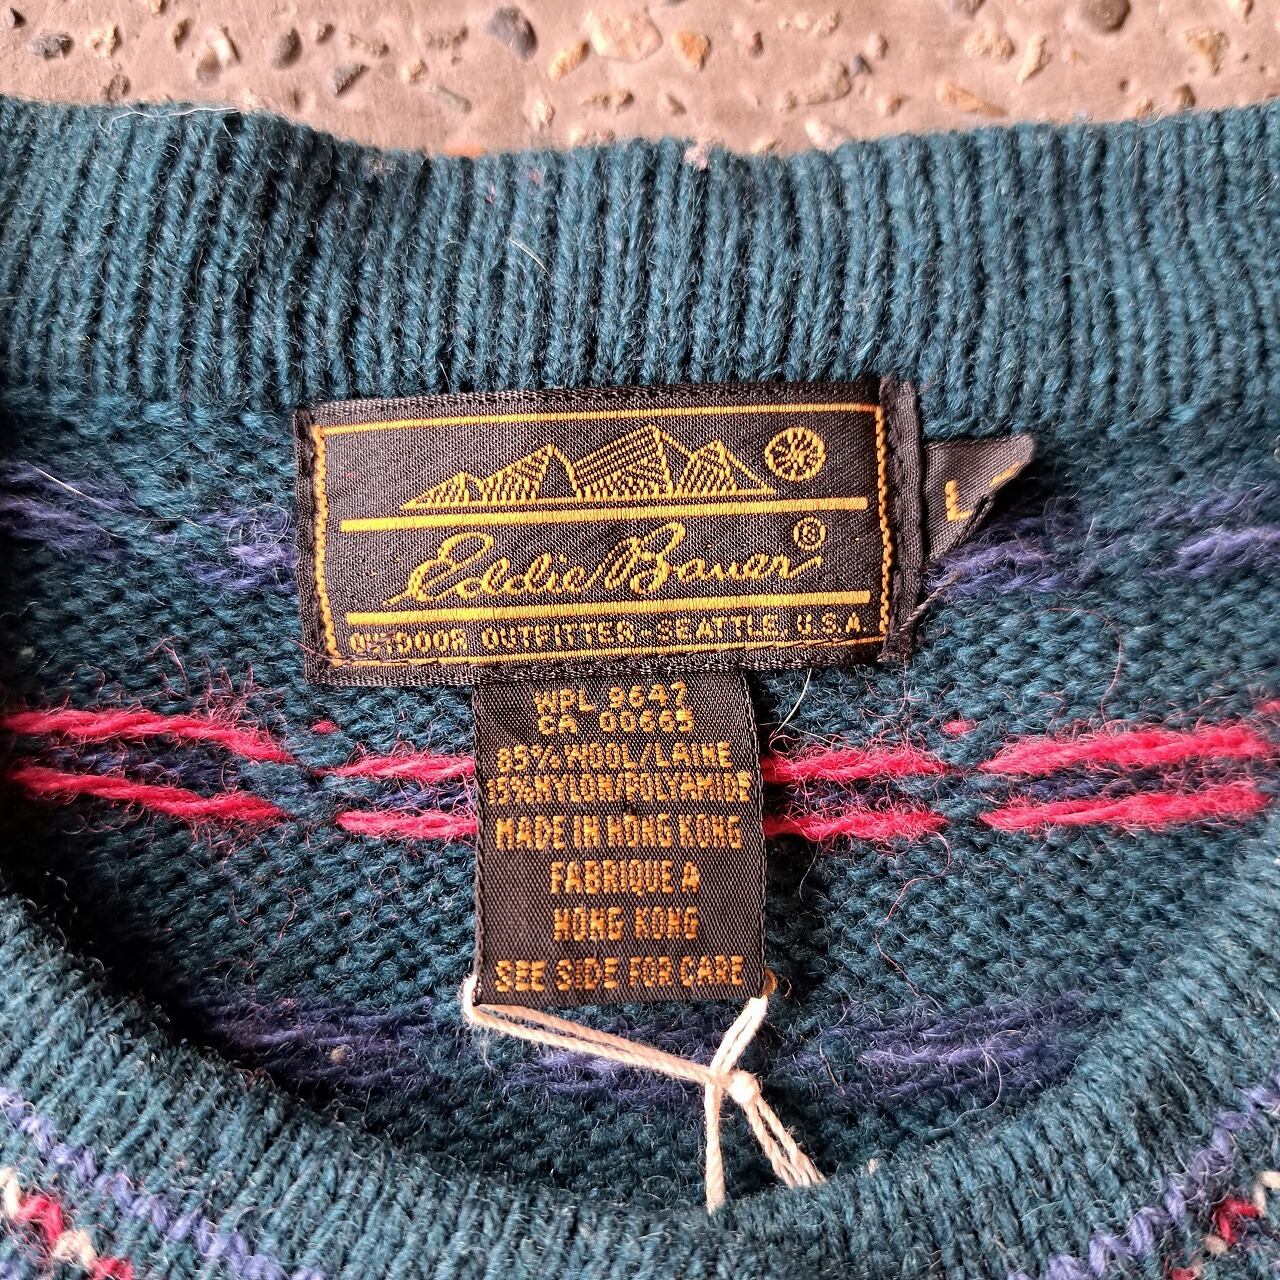 Eddie Bauer®
OUTDOOR OUTFITTER-SEATTLE U.S.A.
L
WPL 9647
CA 00665
85% WOOL/LAINE
15% NYLON/POLYAMIDE
MADE IN HONG KONG
FABRIQUE A
HONG KONG
SEE SIDE FOR CARE